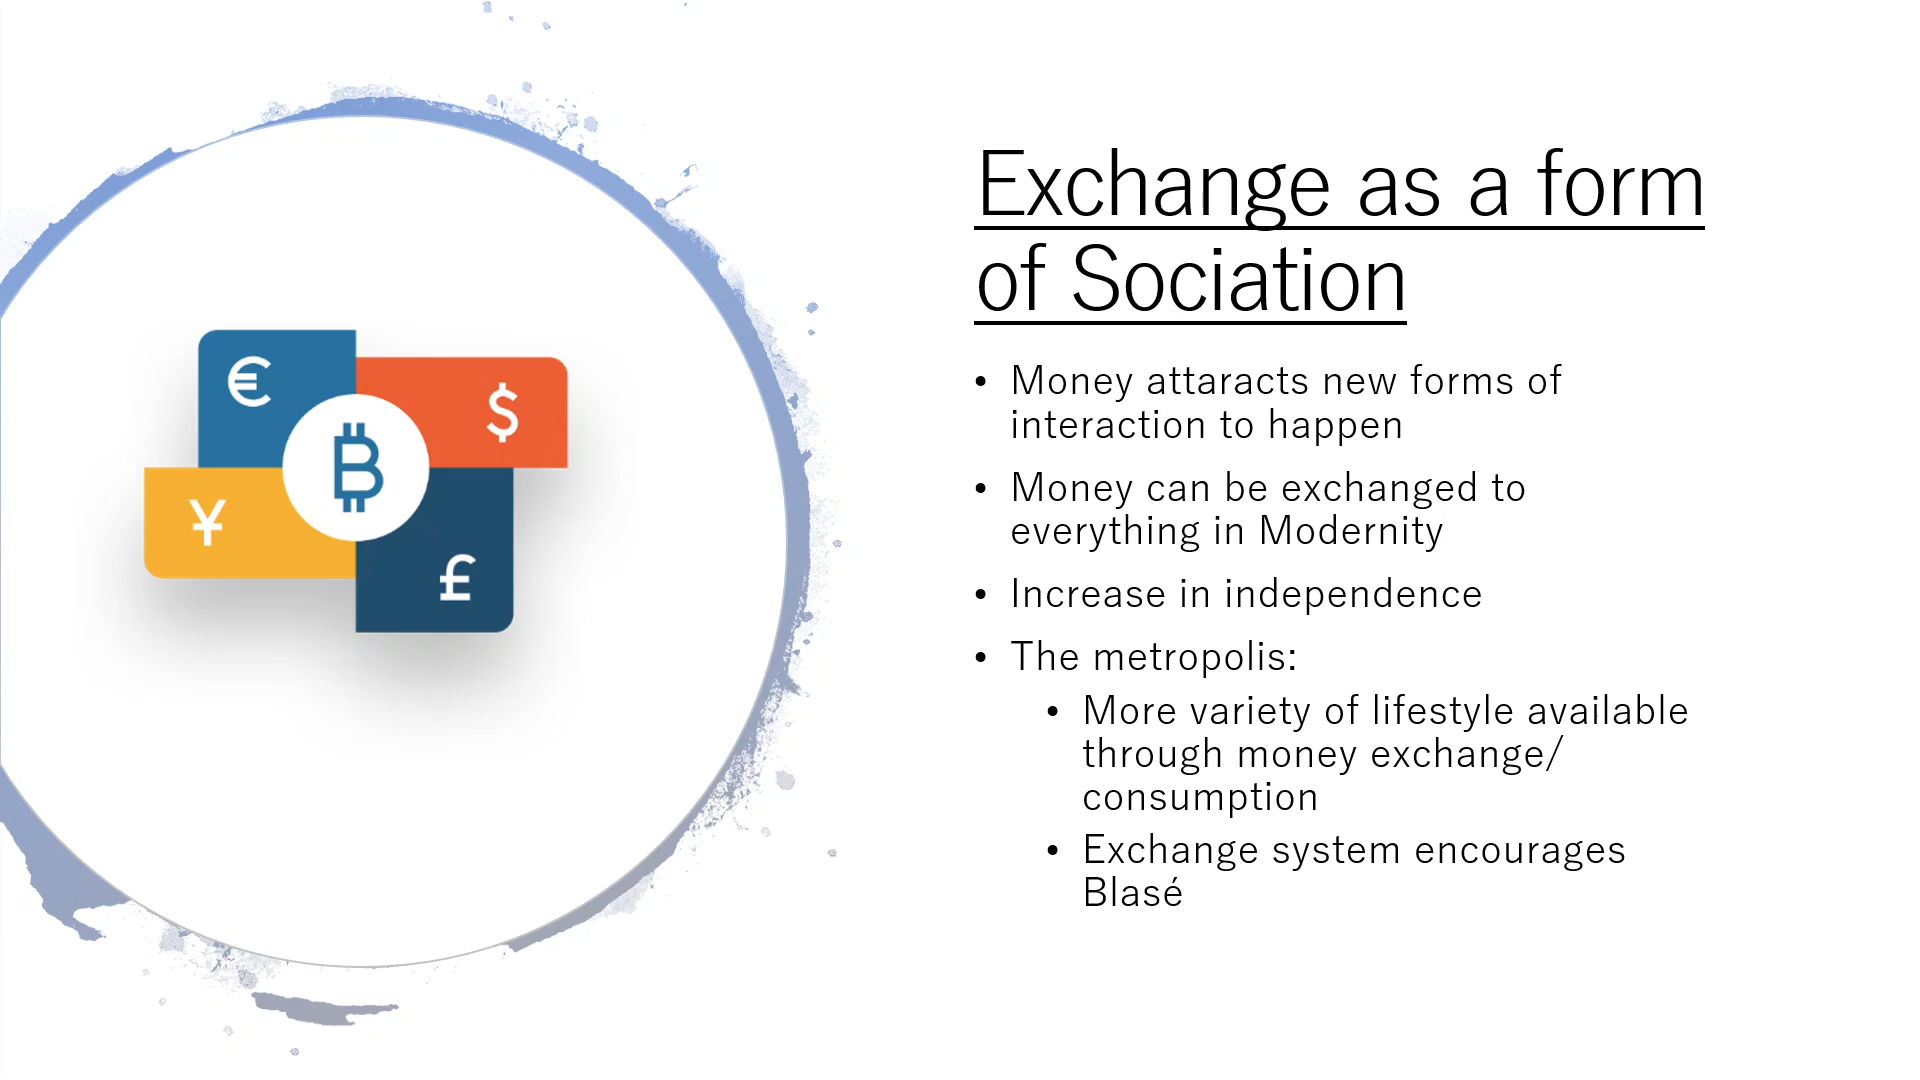 Exchange as a form
of Sociation
• Money attaracts new forms of
interaction to happen
• Money can be exchanged to
everything in Modernity
• Increase in independence
• The metropolis:
• More variety of lifestyle available
through money exchange/
consumption
• Exchange system encourages
Blasé
€
$
₿
¥
£